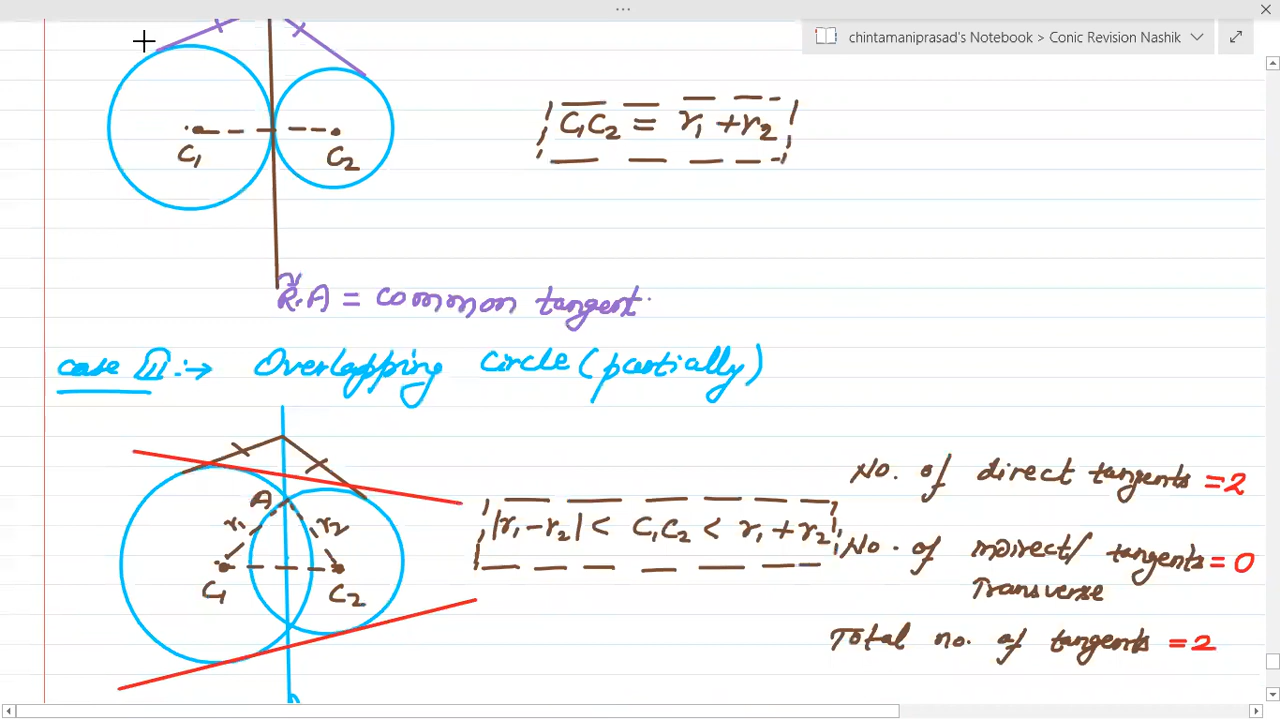 chintamaniprasad's Notebook > Conic Revision Nashik
C₁C₂ = r₁ + r₂
C₁
C₂
R.A = common tangent
case III :→ Overlapping Circle (partially)
A
r₁
r₂
C₁
C₂
|r₁ - r₂| < C₁C₂ < r₁ + r₂
No. of direct tangents = 2
No. of indirect/ tangents = 0
Transverse
Total no. of tangents = 2